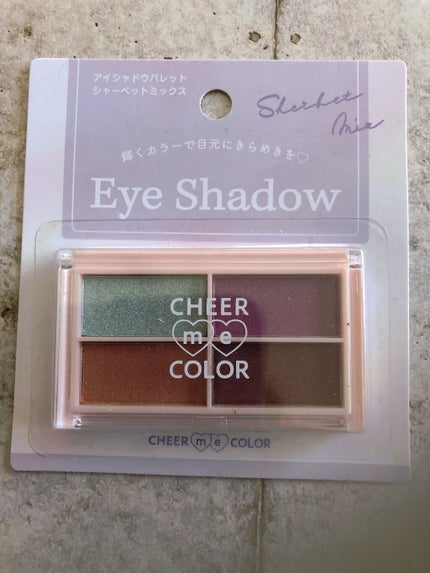 アイシャドウパレット
シャーベットミックス
Sherbet
Mix
輝くカラーで目元にきらめきを♡
Eye Shadow
CHEER
me
COLOR
CHEER me COLOR